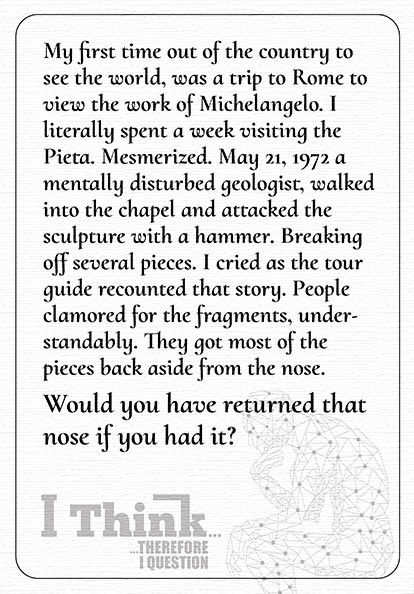 My first time out of the country to
see the world, was a trip to Rome to
view the work of Michelangelo. I
literally spent a week visiting the
Pieta. Mesmerized. May 21, 1972 a
mentally disturbed geologist, walked
into the chapel and attacked the
sculpture with a hammer. Breaking
off several pieces. I cried as the tour
guide recounted that story. People
clamored for the fragments, under-
standably. They got most of the
pieces back aside from the nose.
Would you have returned that
nose if you had it?
I Think...
...THEREFORE
I QUESTION